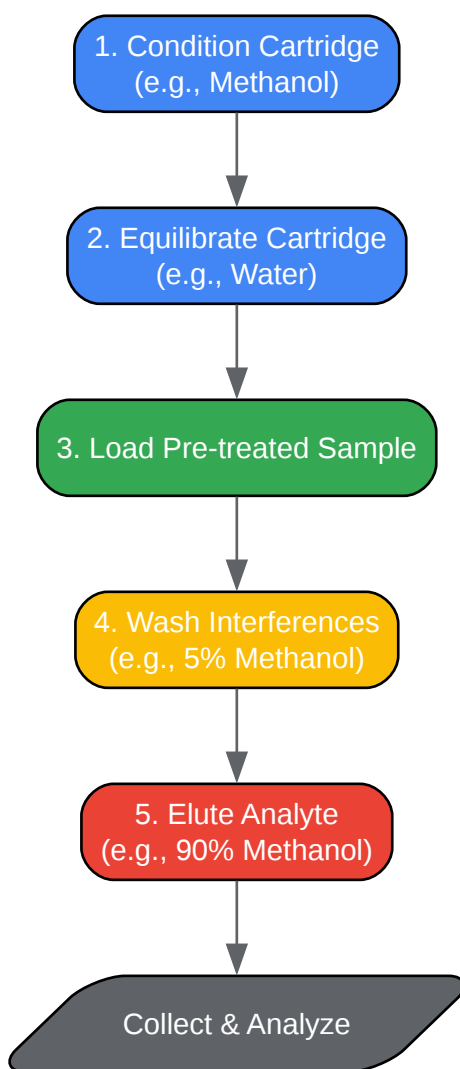 1. Condition Cartridge
(e.g., Methanol)
2. Equilibrate Cartridge
(e.g., Water)
3. Load Pre-treated Sample
4. Wash Interferences
(e.g., 5% Methanol)
5. Elute Analyte
(e.g., 90% Methanol)
Collect & Analyze